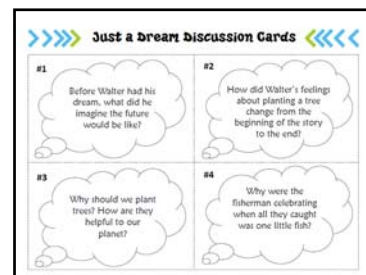 Just a Dream Discussion Cards
#1
Before Walter had his
dream, what did he
imagine the future
would be like?
#2
How did Walter's feelings
about planting a tree
change from the
beginning of the story
to the end?
#3
Why should we plant
trees? How are they
helpful to our
planet?
#4
Why were the
fisherman celebrating
when all they caught
was one little fish?